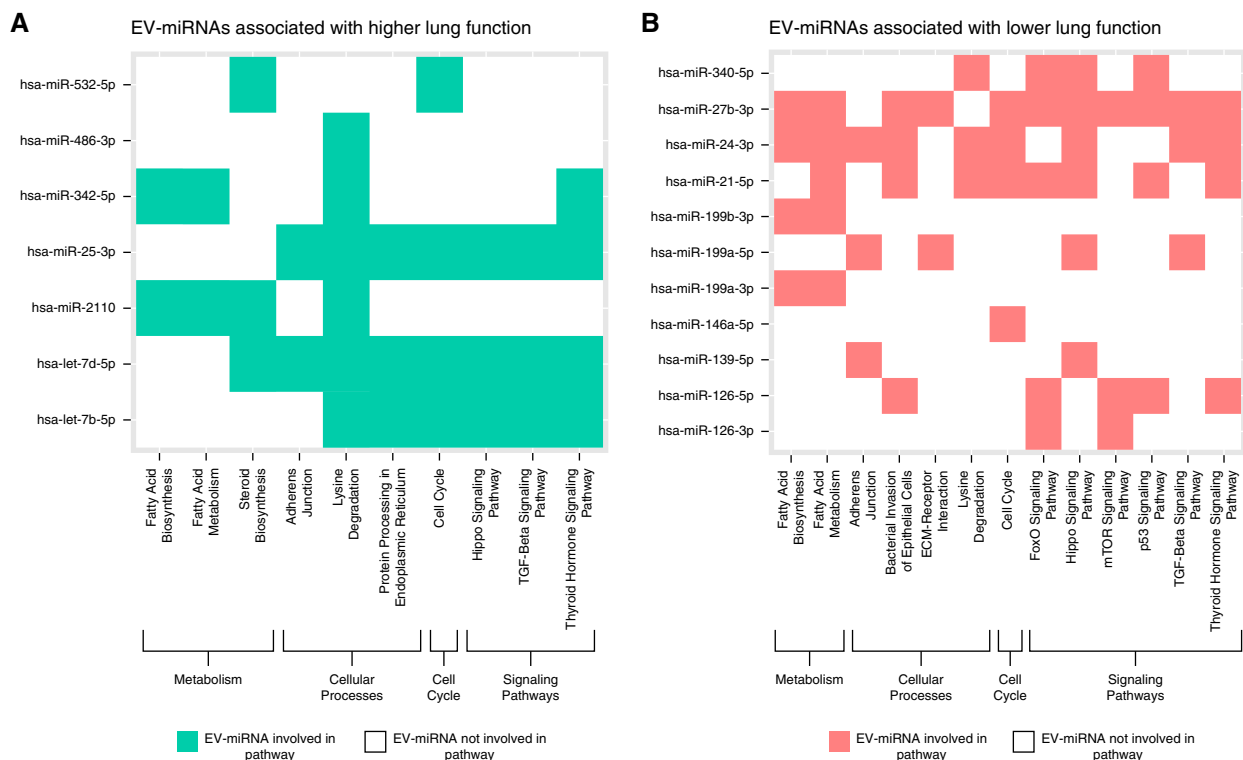 A
EV-miRNAs associated with higher lung function
hsa-miR-532-5p
hsa-miR-486-3p
hsa-miR-342-5p
hsa-miR-25-3p
hsa-miR-2110
hsa-let-7d-5p
hsa-let-7b-5p
Fatty Acid
Biosynthesis
Fatty Acid
Metabolism
Steroid
Biosynthesis
Adherens
Junction
Lysine
Degradation
Protein Processing in
Endoplasmic Reticulum
Cell Cycle
Hippo Signaling
Pathway
TGF-Beta Signaling
Pathway
Thyroid Hormone Signaling
Pathway
Metabolism
Cellular
Processes
Cell
Cycle
Signaling
Pathways
EV-miRNA involved in
pathway
EV-miRNA not involved in
pathway
B
EV-miRNAs associated with lower lung function
hsa-miR-340-5p
hsa-miR-27b-3p
hsa-miR-24-3p
hsa-miR-21-5p
hsa-miR-199b-3p
hsa-miR-199a-5p
hsa-miR-199a-3p
hsa-miR-146a-5p
hsa-miR-139-5p
hsa-miR-126-5p
hsa-miR-126-3p
Fatty Acid
Biosynthesis
Fatty Acid
Metabolism
Adherens
Junction
Bacterial Invasion
of Epithelial Cells
ECM-Receptor
Interaction
Lysine
Degradation
Cell Cycle
FoxO Signaling
Pathway
Hippo Signaling
Pathway
mTOR Signaling
Pathway
p53 Signaling
Pathway
TGF-Beta Signaling
Pathway
Thyroid Hormone Signaling
Pathway
Metabolism
Cellular
Processes
Cell
Cycle
Signaling
Pathways
EV-miRNA involved in
pathway
EV-miRNA not involved in
pathway